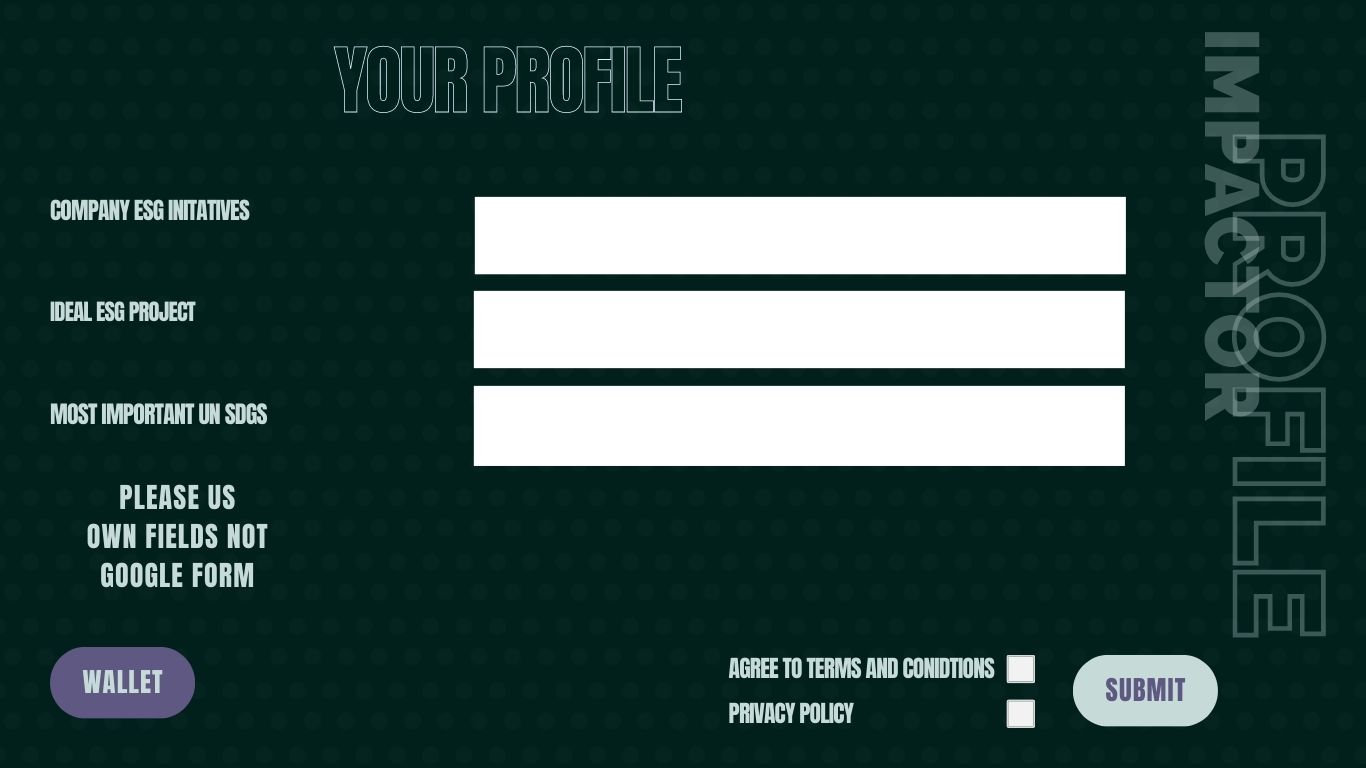 YOUR PROFILE
IMPACTOR
PROFILE
COMPANY ESG INITATIVES
IDEAL ESG PROJECT
MOST IMPORTANT UN SDGS
PLEASE US
OWN FIELDS NOT
GOOGLE FORM
WALLET
AGREE TO TERMS AND CONIDTIONS
PRIVACY POLICY
SUBMIT